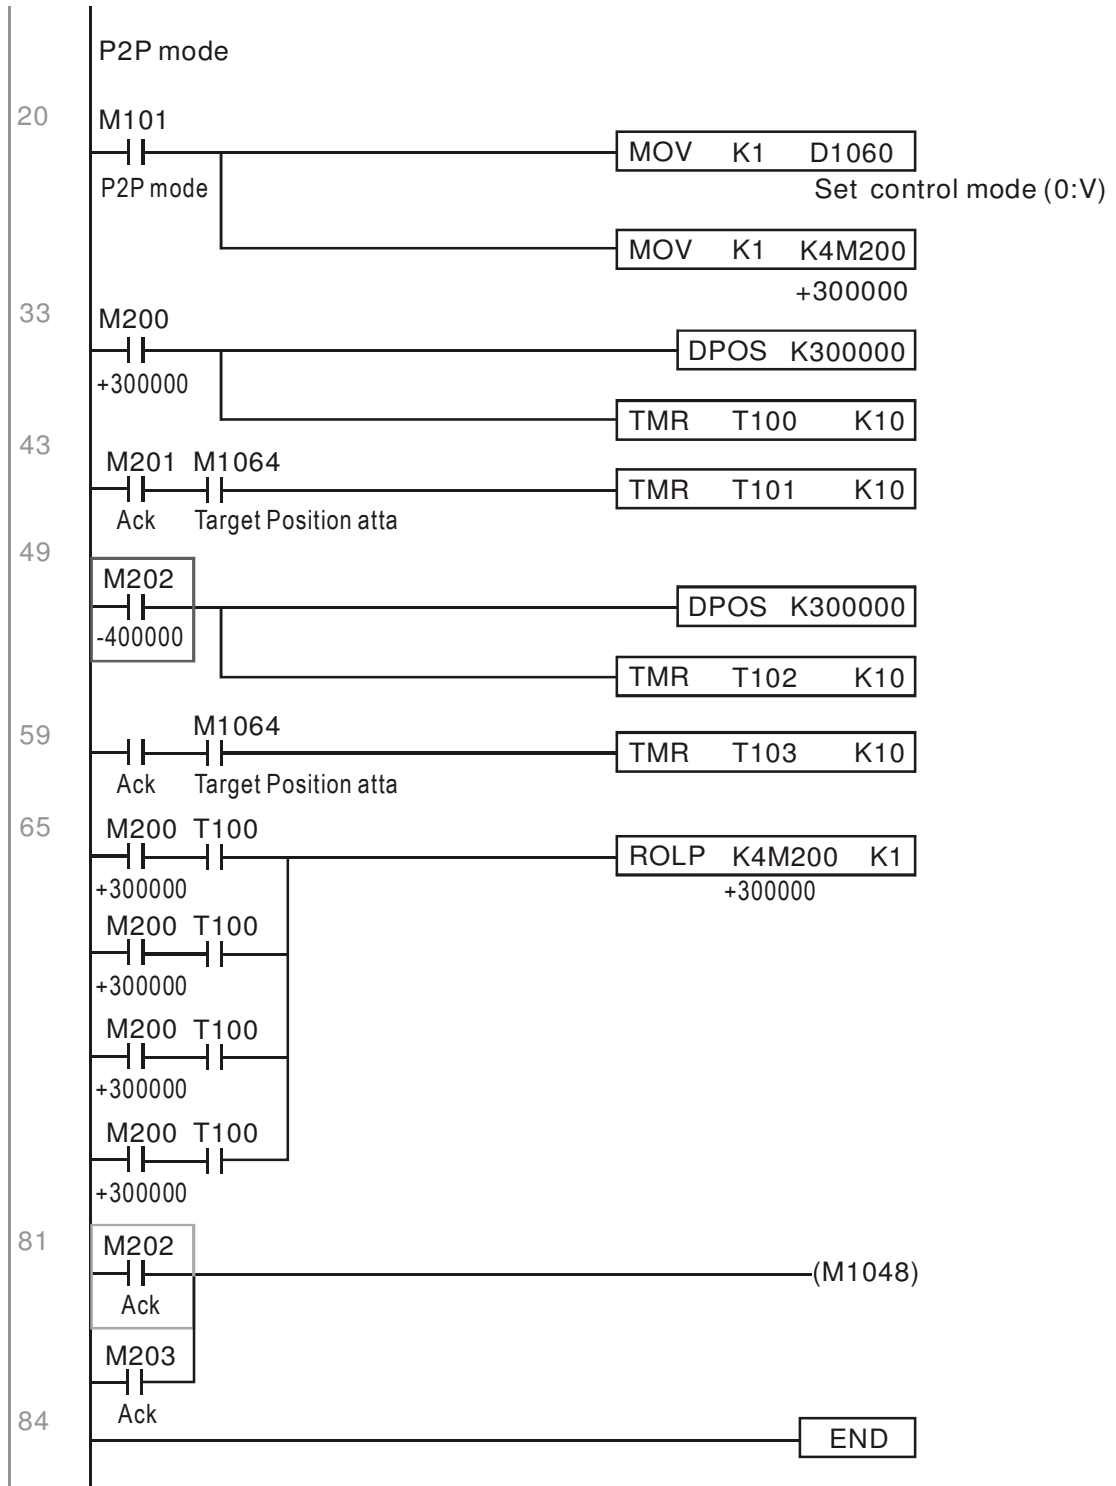 P2P mode
20
M101
MOV K1 D1060
P2P mode
Set control mode (0:V)
MOV K1 K4M200
+300000
33
M200
DPOS K300000
+300000
TMR T100 K10
43
M201 M1064
TMR T101 K10
Ack Target Position atta
49
M202
DPOS K300000
-400000
TMR T102 K10
59
M1064
TMR T103 K10
Ack Target Position atta
65
M200 T100
ROLP K4M200 K1
+300000
+300000
M200 T100
+300000
M200 T100
+300000
M200 T100
+300000
81
M202
(M1048)
Ack
M203
Ack
84
END